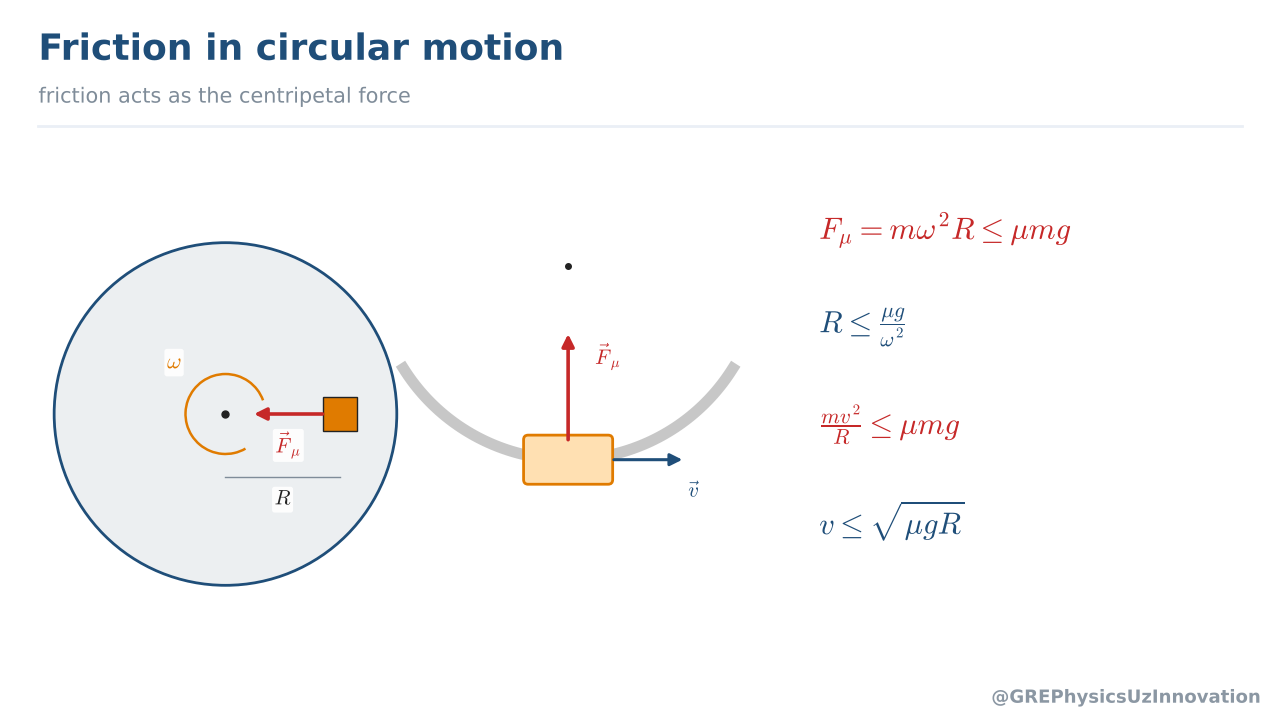 Friction in circular motion
friction acts as the centripetal force
ω
F⃗_μ
R
F⃗_μ
v⃗
F_μ = mω²R ≤ μmg
R ≤ μg/ω²
mv²/R ≤ μmg
v ≤ √(μgR)
@GREPhysicsUzInnovation